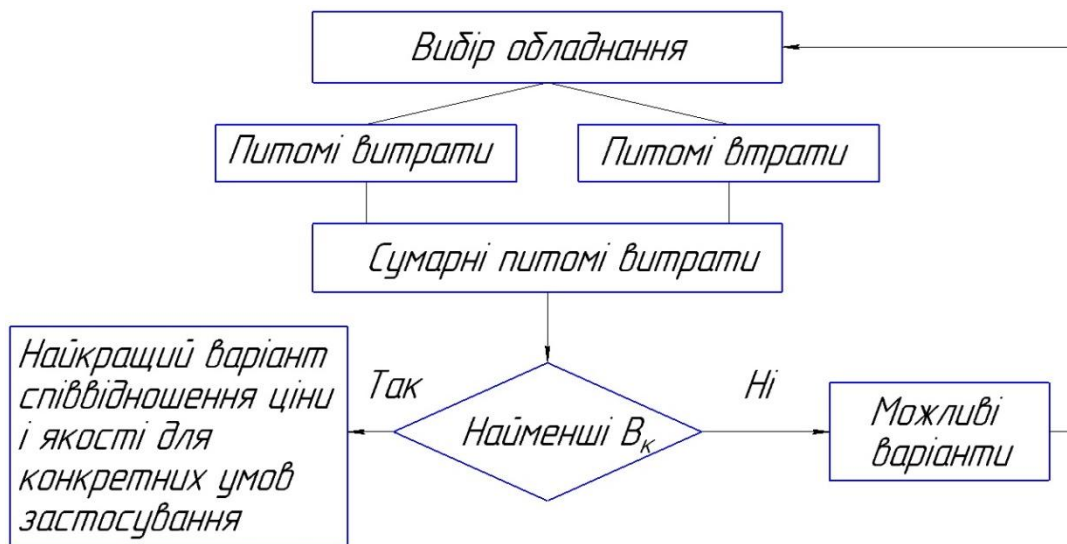 Вибір обладнання
Питомі витрати
Питомі втрати
Сумарні питомі витрати
Найкращий варіант
співвідношення ціни
і якості для
конкретних умов
застосування
Так
Найменші Вк
Ні
Можливі
варіанти